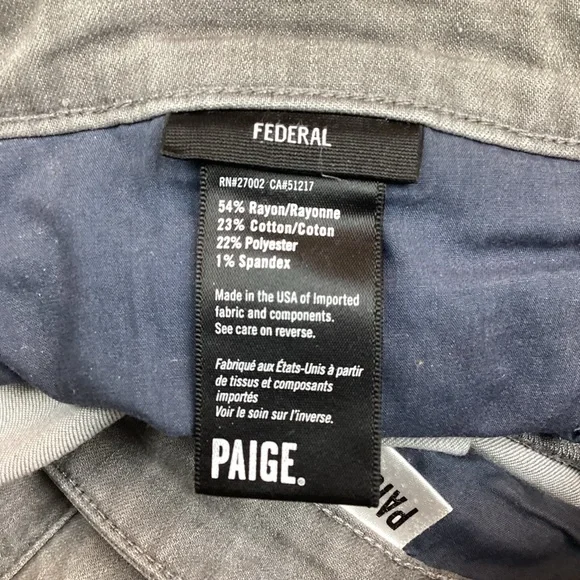 FEDERAL
RN#27002 CA#51217
54% Rayon/Rayonne
23% Cotton/Coton
22% Polyester
1% Spandex
Made in the USA of Imported
fabric and components.
See care on reverse.
Fabriqué aux États-Unis à partir
de tissus et composants
importés
Voir le soin sur l'inverse.
PAIGE®